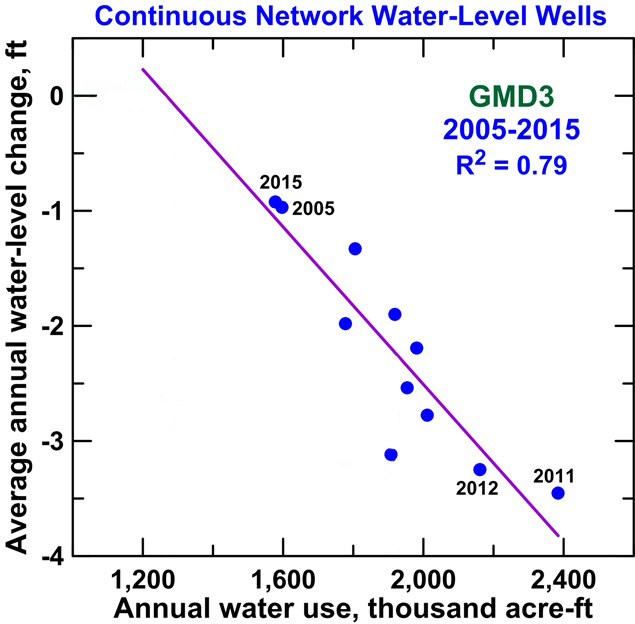 Continuous Network Water-Level Wells
Average annual water-level change, ft
0
-1
-2
-3
-4
GMD3
2005-2015
R² = 0.79
2015
2005
2011
2012
1,200
1,600
2,000
2,400
Annual water use, thousand acre-ft